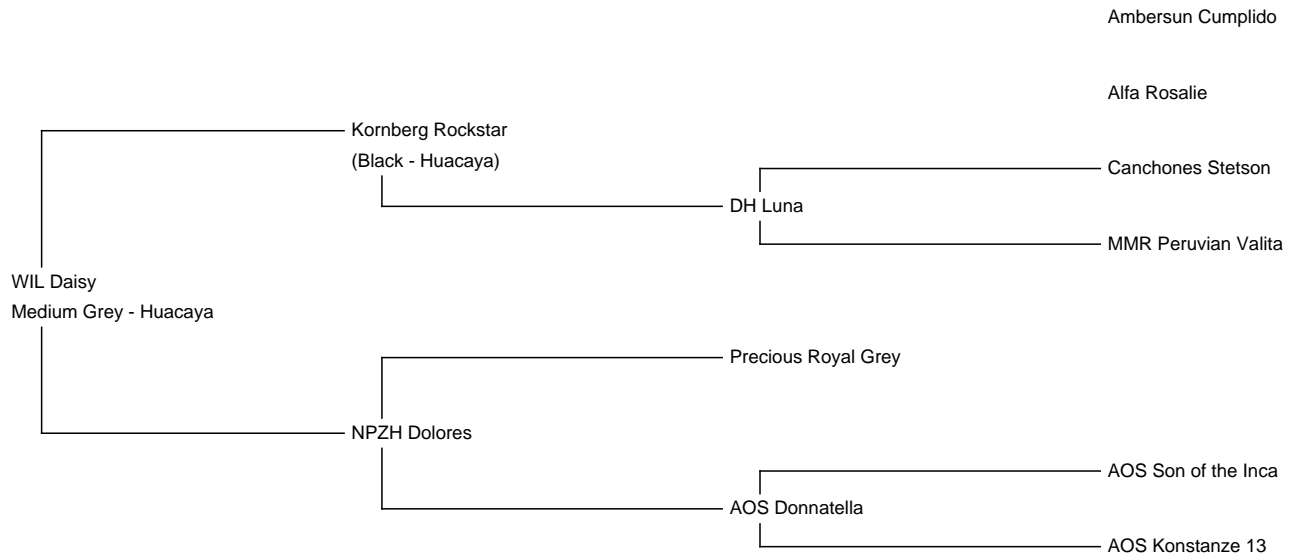 Ambersun Cumplido
Alfa Rosalie
Kornberg Rockstar
(Black - Huacaya)
Canchones Stetson
DH Luna
MMR Peruvian Valita
WIL Daisy
Medium Grey - Huacaya
Precious Royal Grey
NPZH Dolores
AOS Son of the Inca
AOS Donnatella
AOS Konstanze 13